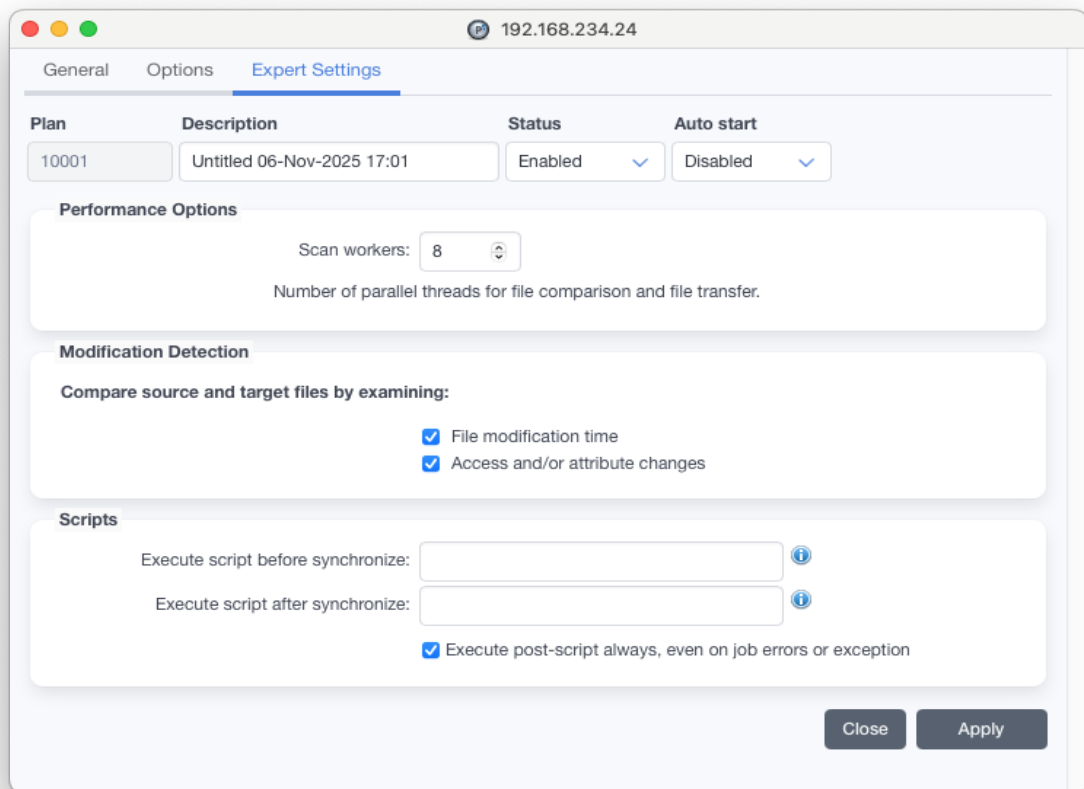 192.168.234.24
General Options Expert Settings
Plan Description Status Auto start
10001 Untitled 06-Nov-2025 17:01 Enabled Disabled
Performance Options
Scan workers: 8
Number of parallel threads for file comparison and file transfer.
Modification Detection
Compare source and target files by examining:
File modification time
Access and/or attribute changes
Scripts
Execute script before synchronize:
Execute script after synchronize:
Execute post-script always, even on job errors or exception
Close Apply